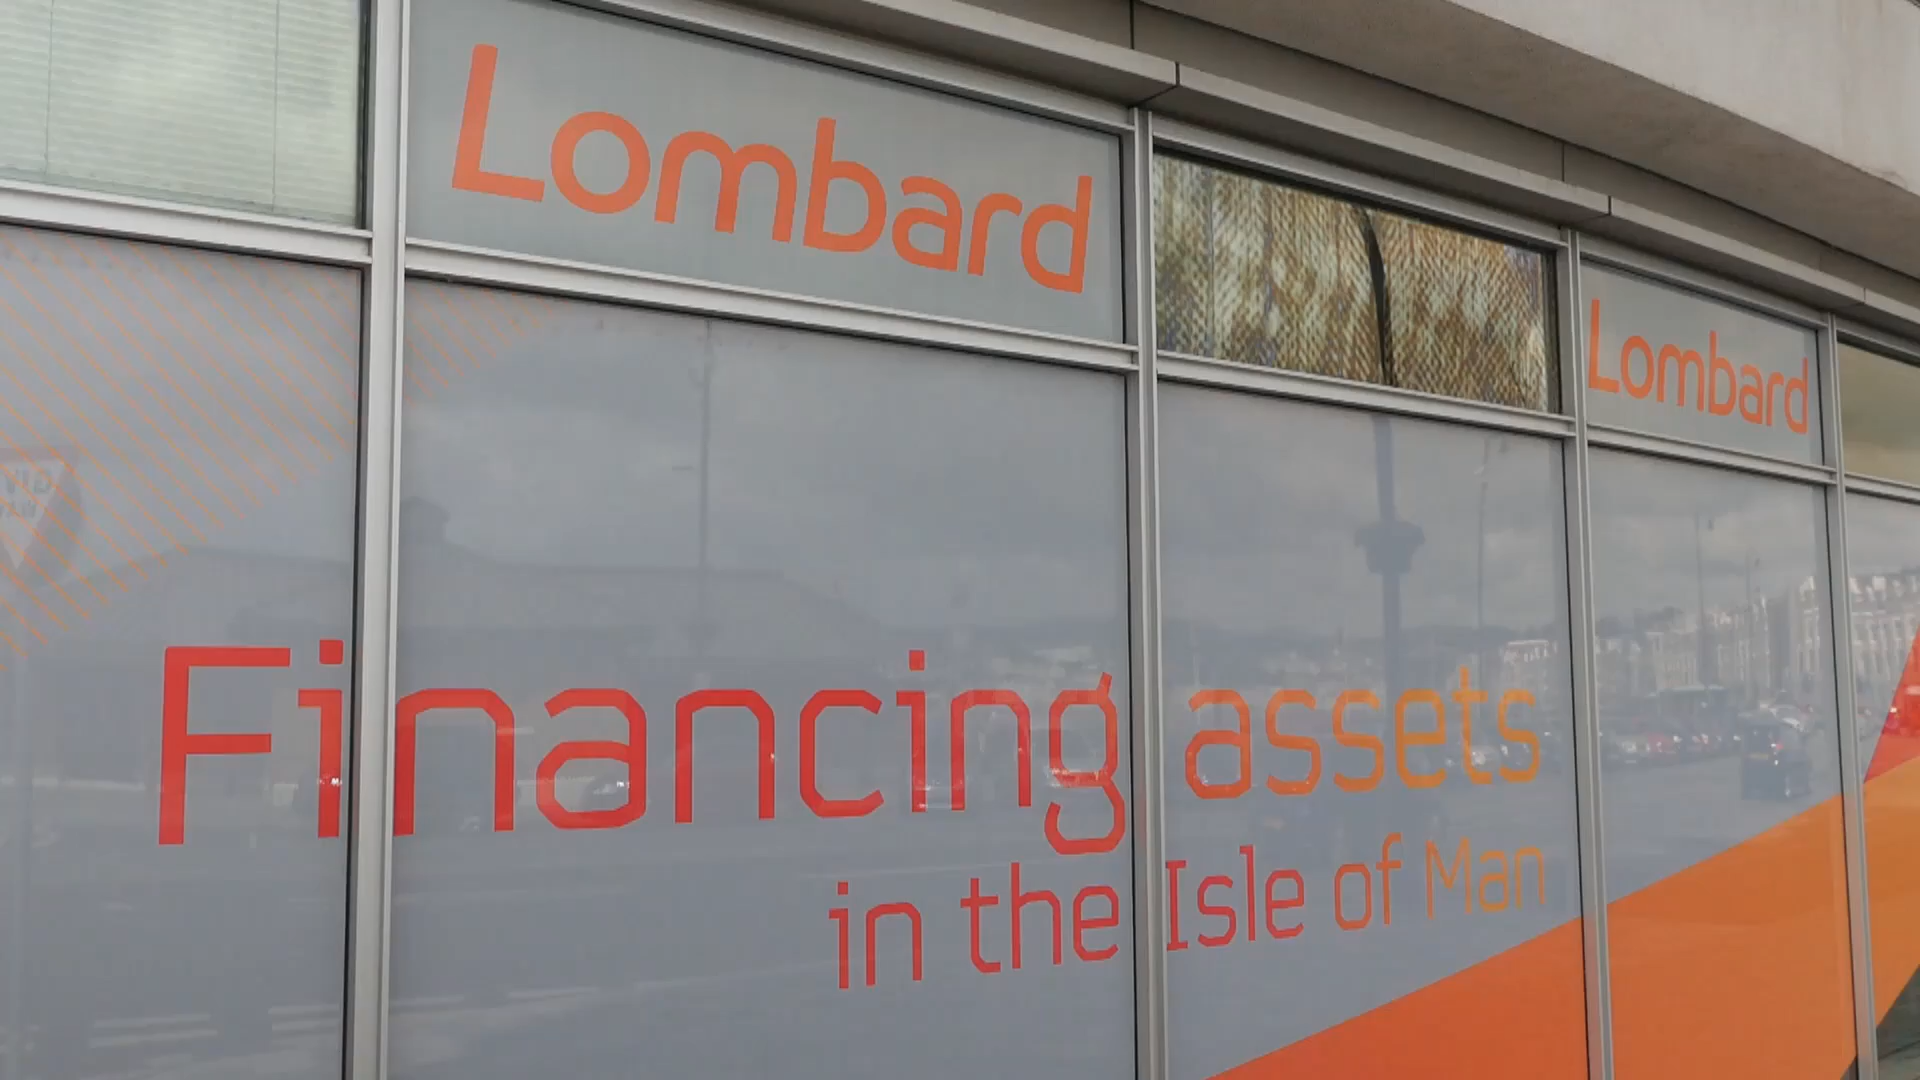 Lombard
Lombard
Financing assets
in the Isle of Man